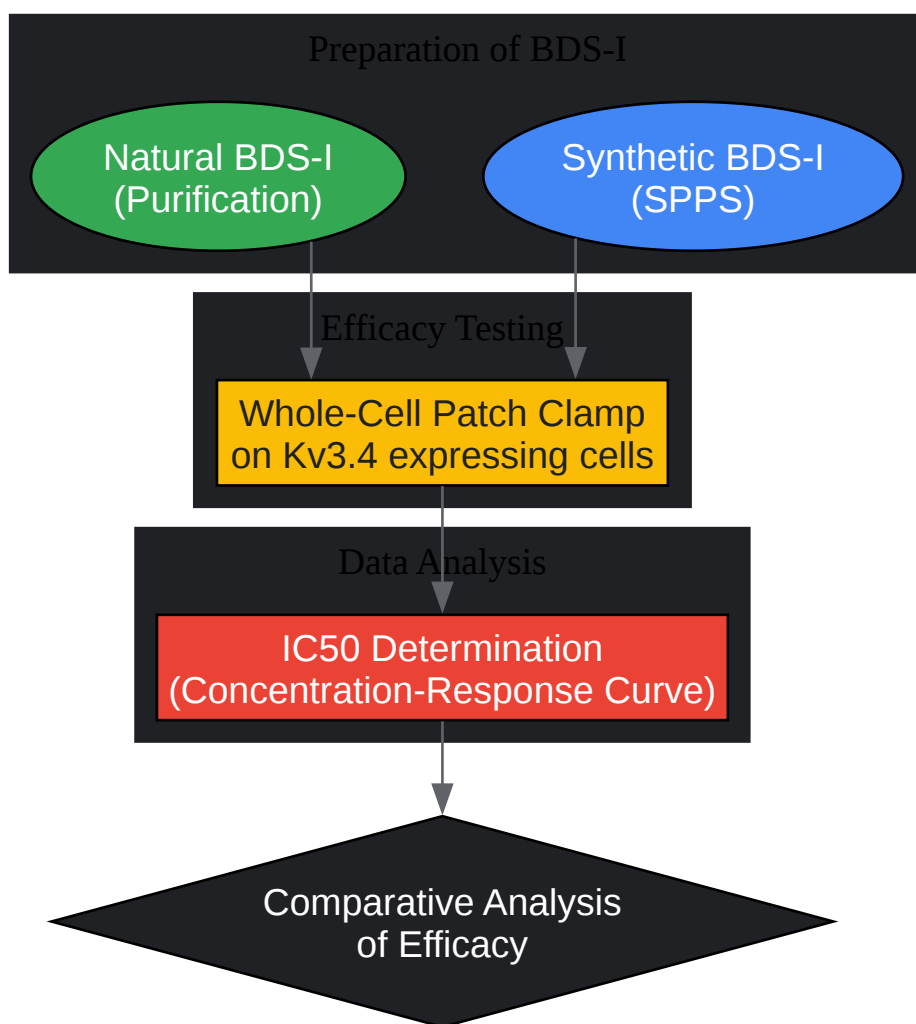 Preparation of BDS-I
Natural BDS-I
(Purification)
Synthetic BDS-I
(SPPS)
Efficacy Testing
Whole-Cell Patch Clamp
on Kv3.4 expressing cells
Data Analysis
IC50 Determination
(Concentration-Response Curve)
Comparative Analysis
of Efficacy